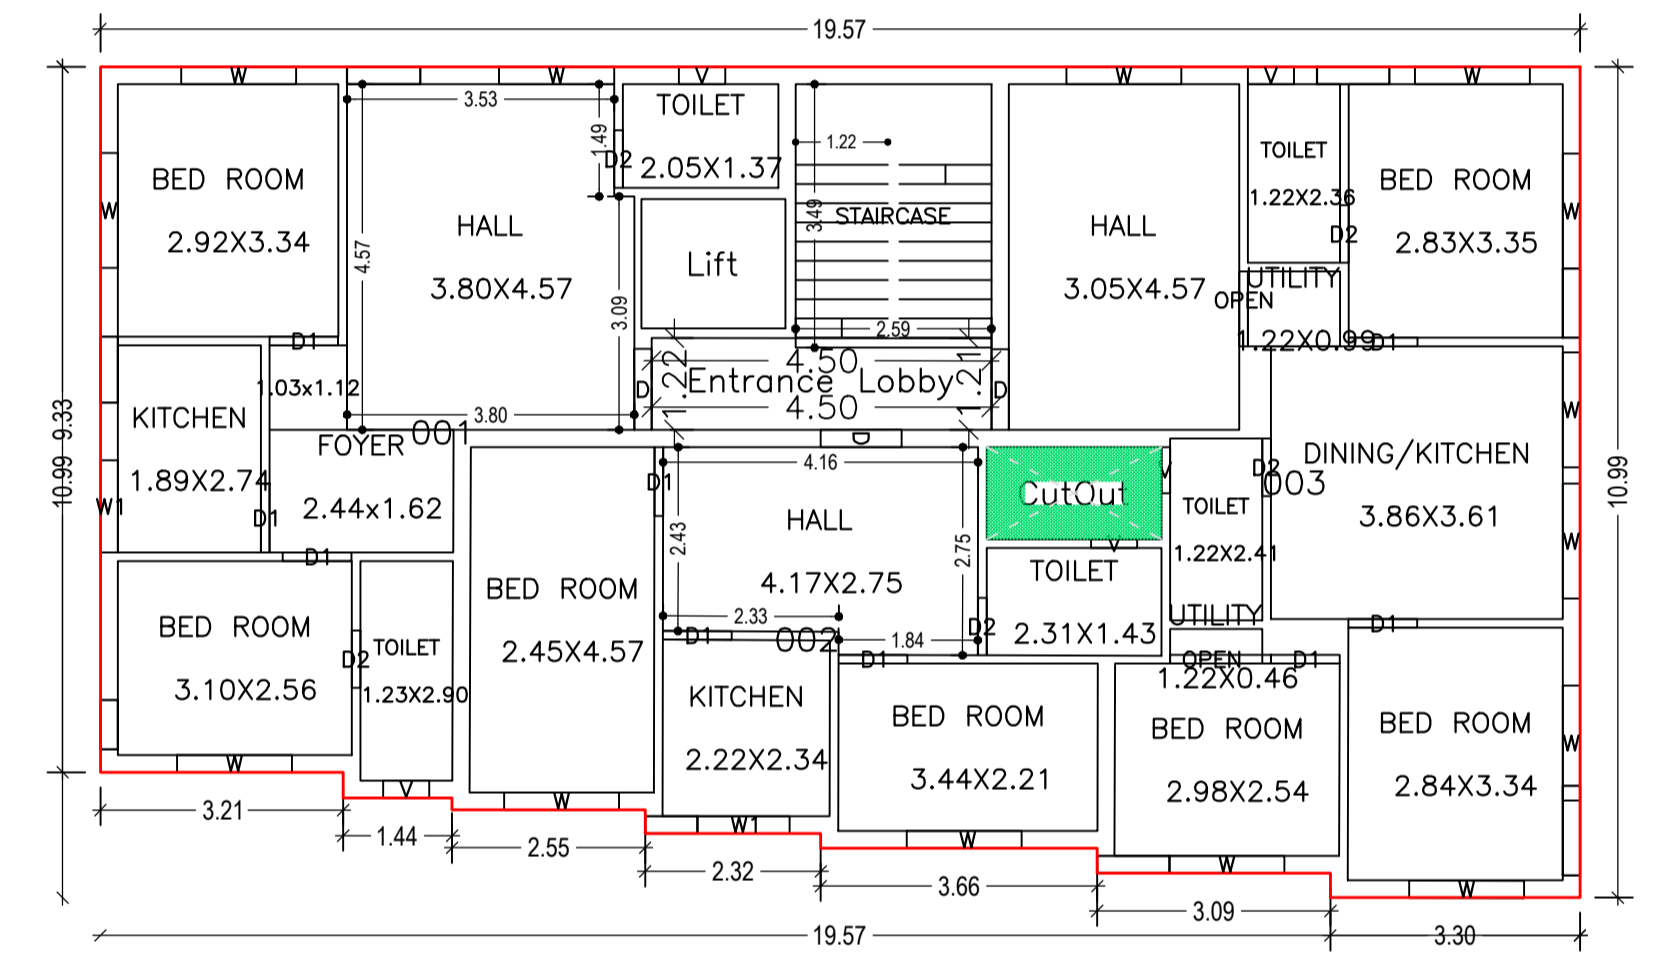 19.57
W
W
V
W
V
W
3.53
TOILET
1.49
D2
2.05X1.37
1.22
TOILET
1.22X2.36
D2
BED ROOM
2.92X3.34
W
HALL
3.80X4.57
4.57
3.09
Lift
STAIRCASE
3.49
2.59
HALL
3.05X4.57
BED ROOM
2.83X3.35
W
UTILITY
OPEN
1.22X0.99
D1
D1
1.03x1.12
D
1.22
4.50
Entrance Lobby
4.50
1.21
D
D
3.80
KITCHEN
1.89X2.74
W1
D1
FOYER
001
2.44x1.62
D1
10.99
9.33
10.99
W
D1
4.16
CutOut
V
V
D2
003
DINING/KITCHEN
3.86X3.61
W
TOILET
1.22X2.41
HALL
4.17X2.75
2.43
2.75
2.33
1.84
TOILET
2.31X1.43
D2
BED ROOM
2.45X4.57
BED ROOM
3.10X2.56
D2
TOILET
1.23X2.90
D1
002
D1
UTILITY
OPEN
1.22X0.46
D1
D1
KITCHEN
2.22X2.34
BED ROOM
3.44X2.21
BED ROOM
2.98X2.54
BED ROOM
2.84X3.34
W
W
V
W
W1
W
W
W
3.21
1.44
2.55
2.32
3.66
3.09
19.57
3.30